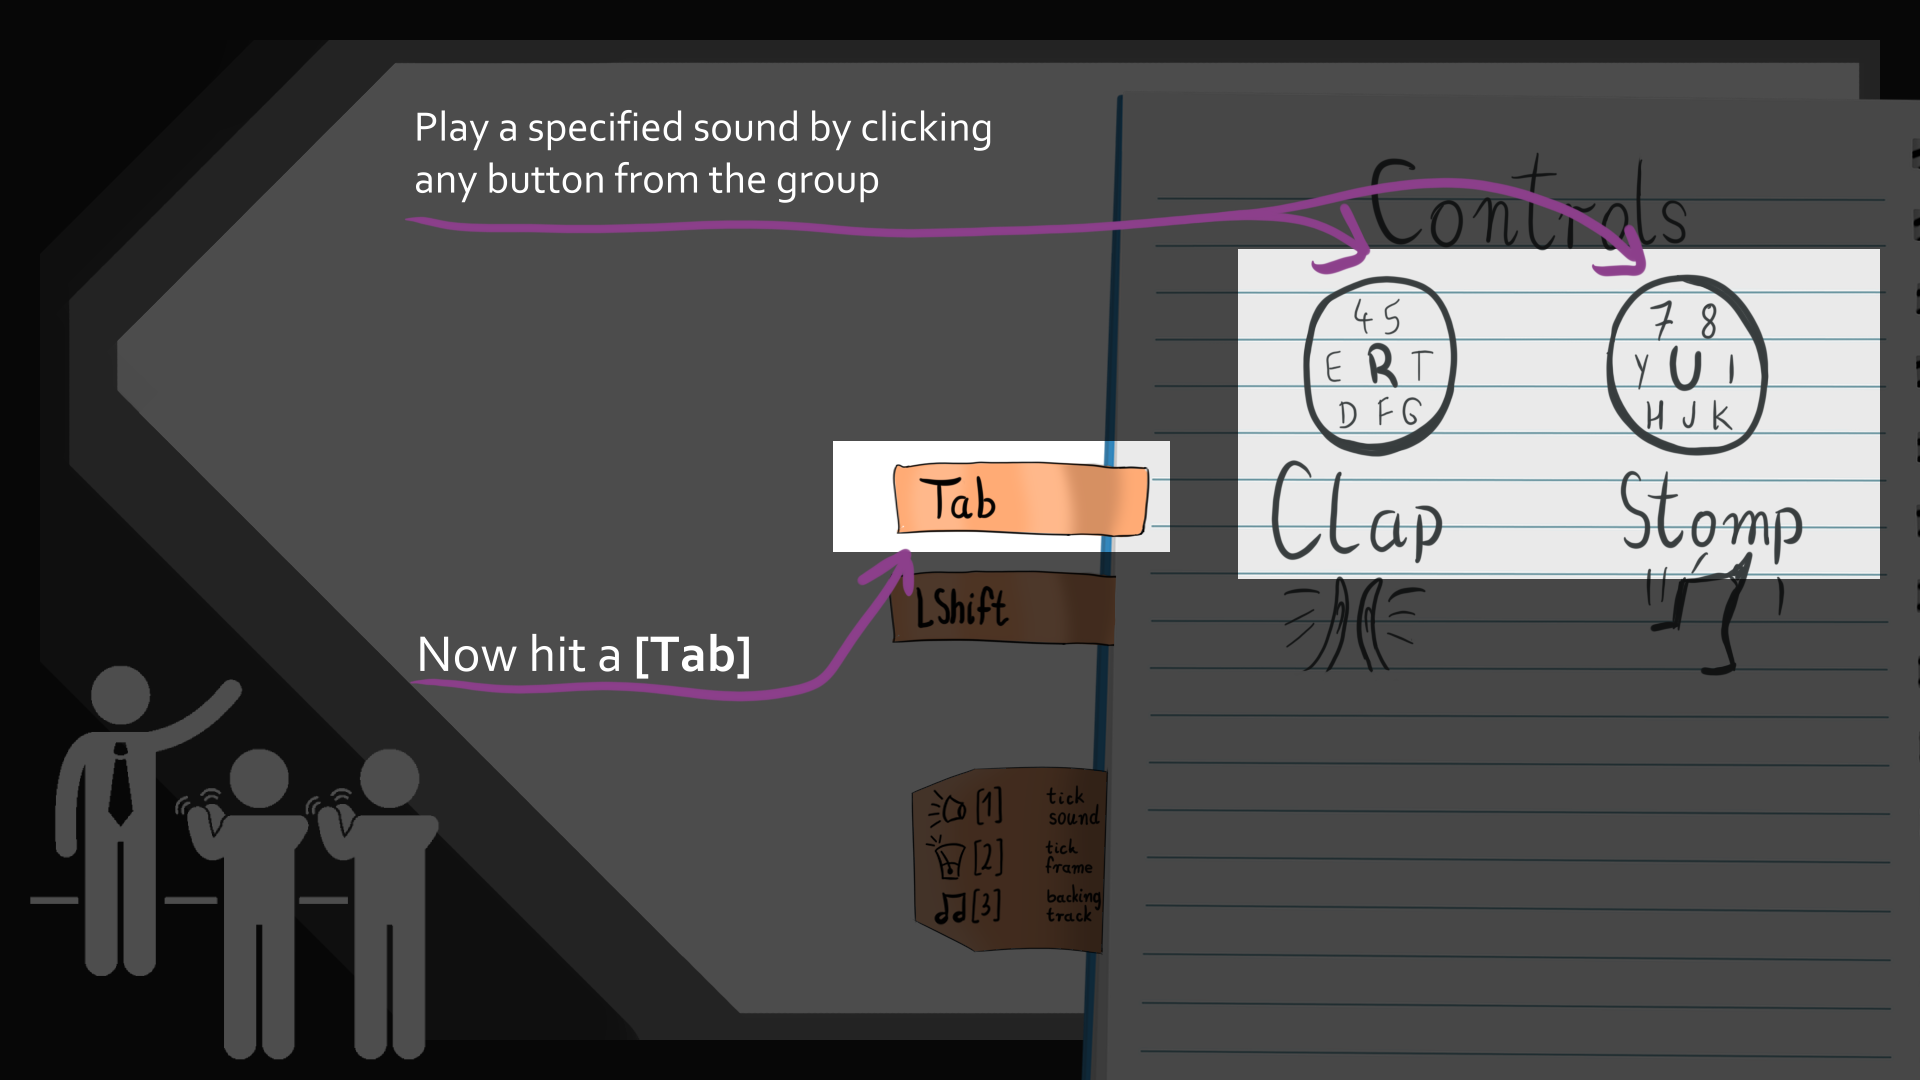 Play a specified sound by clicking
any button from the group
Controls
4 5
E R T
D F G
7 8
Y U I
H J K
Clap
Stomp
Tab
LShift
Now hit a [Tab]
[1] tick sound
[2] tick frame
[3] backing track